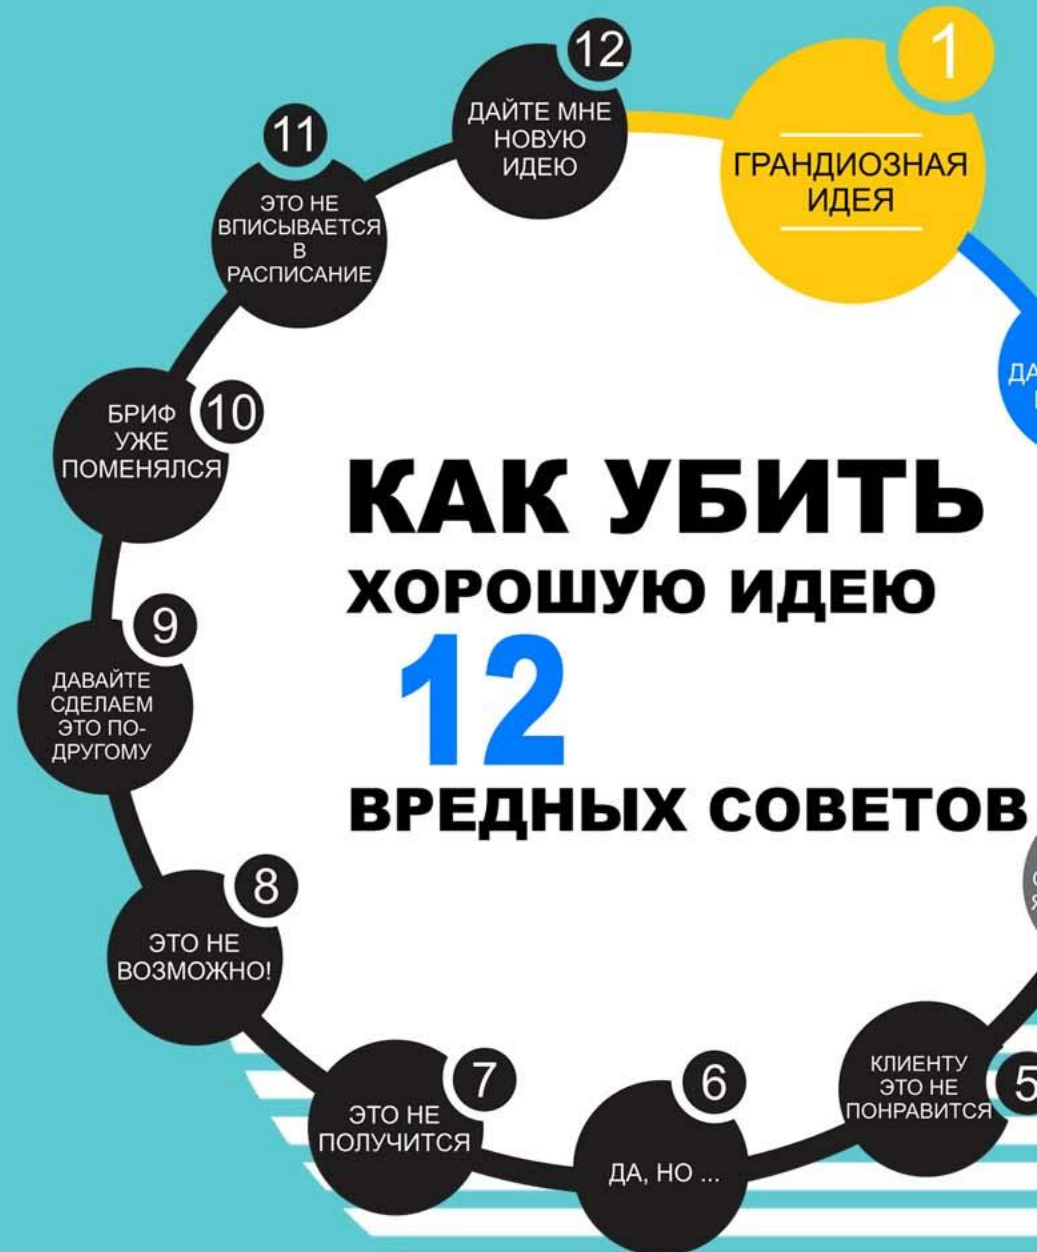 КАК УБИТЬ
ХОРОШУЮ ИДЕЮ
12
ВРЕДНЫХ СОВЕТОВ
1
ГРАНДИОЗНАЯ
ИДЕЯ
5
КЛИЕНТУ
ЭТО НЕ
ПОНРАВИТСЯ
6
ДА, НО ...
7
ЭТО НЕ
ПОЛУЧИТСЯ
8
ЭТО НЕ
ВОЗМОЖНО!
9
ДАВАЙТЕ
СДЕЛАЕМ
ЭТО ПО-
ДРУГОМУ
10
БРИФ
УЖЕ
ПОМЕНЯЛСЯ
11
ЭТО НЕ
ВПИСЫВАЕТСЯ
В
РАСПИСАНИЕ
12
ДАЙТЕ МНЕ
НОВУЮ
ИДЕЮ